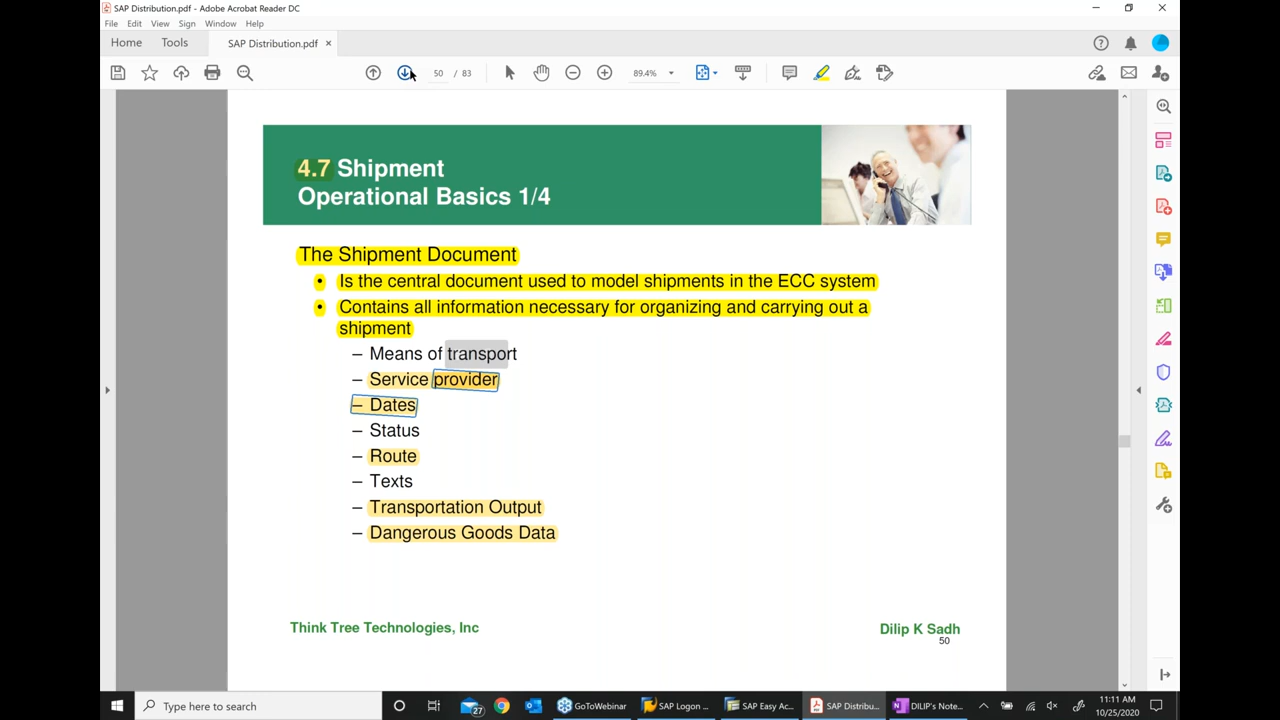 SAP Distribution.pdf - Adobe Acrobat Reader DC
File Edit View Sign Window Help
Home Tools SAP Distribution.pdf ×
50 / 83 89.4%
4.7 Shipment
Operational Basics 1/4
The Shipment Document
• Is the central document used to model shipments in the ECC system
• Contains all information necessary for organizing and carrying out a
shipment
– Means of transport
– Service provider
– Dates
– Status
– Route
– Texts
– Transportation Output
– Dangerous Goods Data
Think Tree Technologies, Inc
Dilip K Sadh
50
Type here to search
27
GoToWebinar
SAP Logon ...
SAP Easy Ac...
SAP Distribu...
DILIP's Note...
11:11 AM
10/25/2020